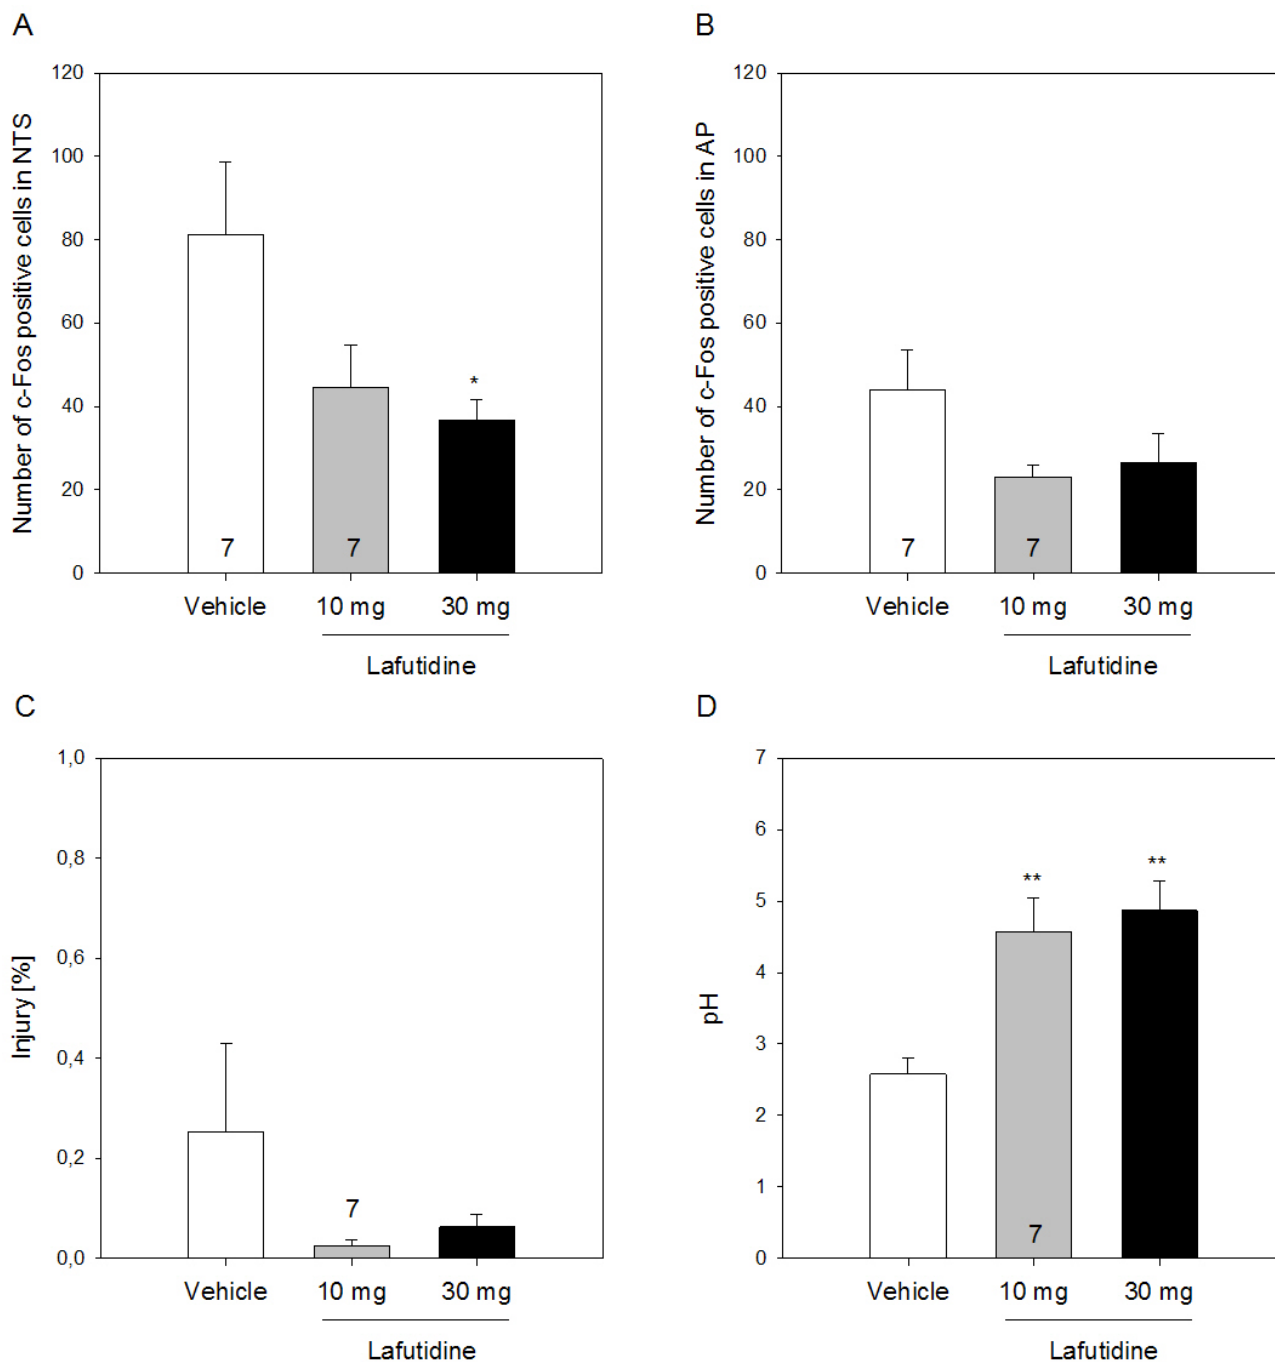 A
Number of c-Fos positive cells in NTS
120
100
80
60
40
20
0
*
7
7
Vehicle
10 mg
30 mg
Lafutidine
B
Number of c-Fos positive cells in AP
120
100
80
60
40
20
0
7
7
Vehicle
10 mg
30 mg
Lafutidine
C
Injury [%]
1,0
0,8
0,6
0,4
0,2
0,0
7
Vehicle
10 mg
30 mg
Lafutidine
D
pH
7
6
5
4
3
2
1
0
**
**
7
Vehicle
10 mg
30 mg
Lafutidine